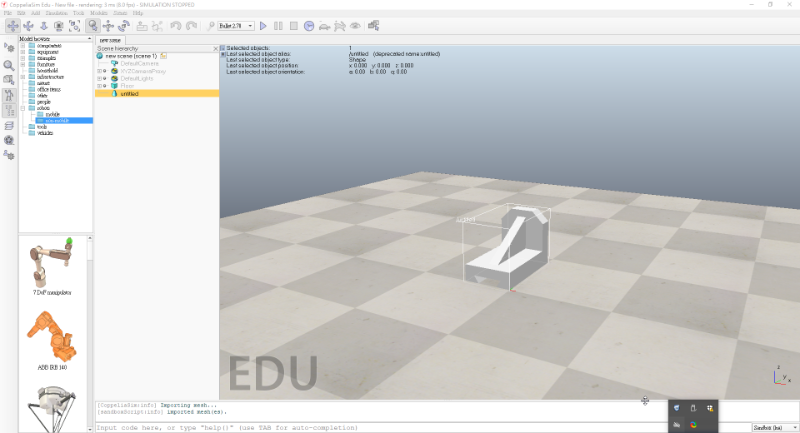 CoppeliaSim Edu - New file - rendering: 3 ms (8.0 fps) - SIMULATION STOPPED
File Edit Add Simulation Tools Modules Scenes Help
Bullet 2.78
Model browser
components
equipment
examples
furniture
household
infrastructure
nature
office items
other
people
robots
mobile
non-mobile
tools
vehicles
7 DoF manipulator
ABB IRB 140
new scene
Scene hierarchy
new scene (scene 1)
DefaultCamera
XYZCameraProxy
DefaultLights
Floor
untitled
Selected objects: 1
Last selected object alias: /untitled (deprecated name: untitled)
Last selected object type: Shape
Last selected object position: x: 0.000 y: 0.000 z: 0.000
Last selected object orientation: a: 0.00 b: 0.00 g: 0.00
EDU
z
y
x
[CoppeliaSim:info] Importing mesh...
[sandboxScript:info] Imported mesh(es).
Input code here, or type "help()" (use TAB for auto-completion)
Sandbox (lua)